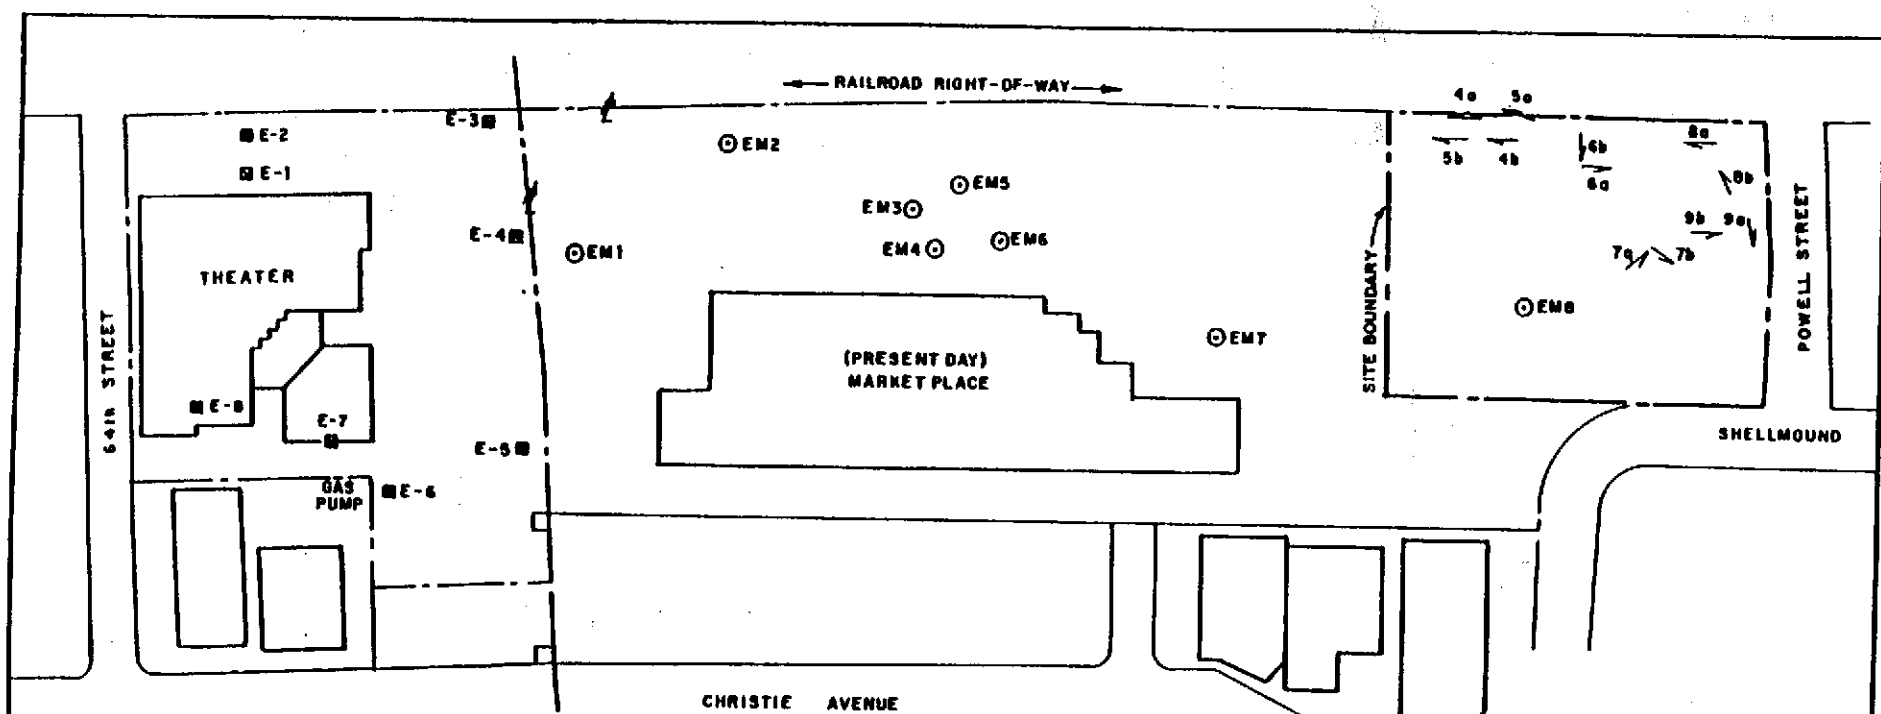 RAILROAD RIGHT-OF-WAY
4a
5a
E-3
E-2
EM2
5b
4b
6b
6a
8a
E-1
EM5
8b
EM3
9b
9a
E-4
EM1
EM4
EM6
7a
7b
THEATER
SITE BOUNDARY
POWELL STREET
EM8
64th STREET
EM7
(PRESENT DAY)
MARKET PLACE
E-8
E-7
E-5
SHELLMOUND
GAS
PUMP
E-6
CHRISTIE AVENUE